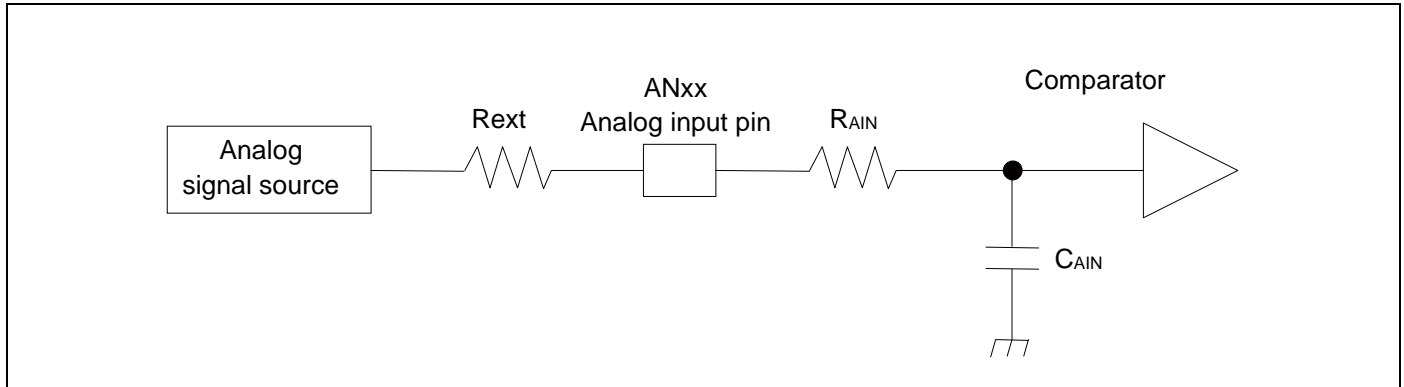 Analog
signal source
Rext
ANxx
Analog input pin
RAIN
Comparator
CAIN